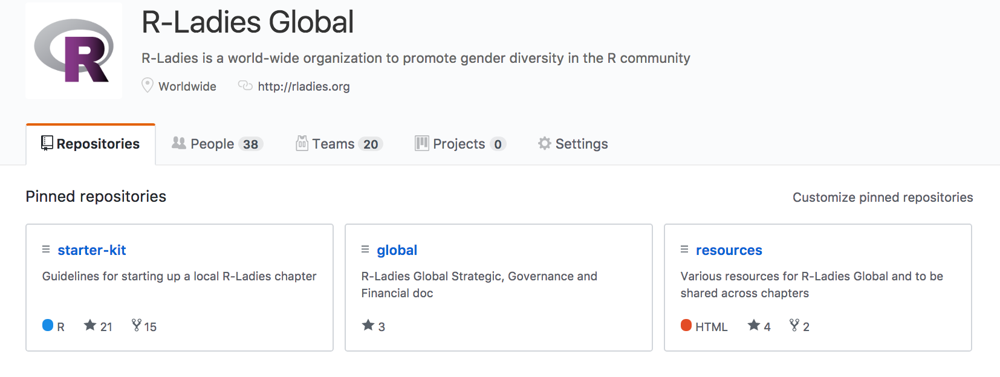 R
R-Ladies Global
R-Ladies is a world-wide organization to promote gender diversity in the R community
Worldwide http://rladies.org
Repositories People 38 Teams 20 Projects 0 Settings
Pinned repositories Customize pinned repositories
starter-kit
Guidelines for starting up a local R-Ladies chapter
R 21 15
global
R-Ladies Global Strategic, Governance and
Financial doc
3
resources
Various resources for R-Ladies Global and to be
shared across chapters
HTML 4 2